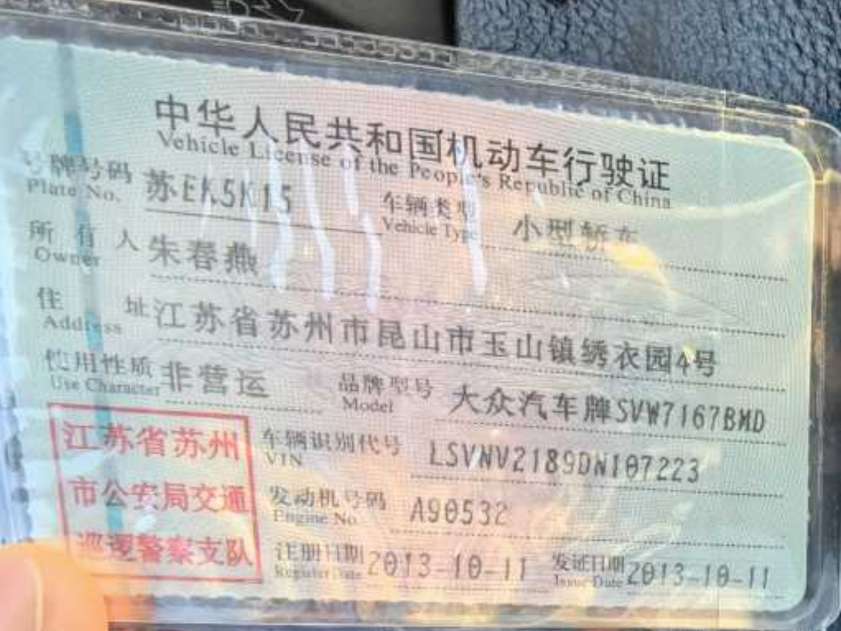 中华人民共和国机动车行驶证
Vehicle License of the People's Republic of China
号牌号码 苏EK5K15 车辆类型 小型轿车
Plate No. Vehicle Type
所有人 朱春燕
Owner
住址 江苏省苏州市昆山市玉山镇绣衣园4号
Address
使用性质 非营运 品牌型号 大众汽车牌SVW7167BMD
Use Character Model
江苏省苏州 车辆识别代号 LSVNV2189DN107223
VIN
市公安局交通 发动机号码 A90532
Engine No.
巡逻警察支队 注册日期 2013-10-11 发证日期 2013-10-11
Register Date Issue Date